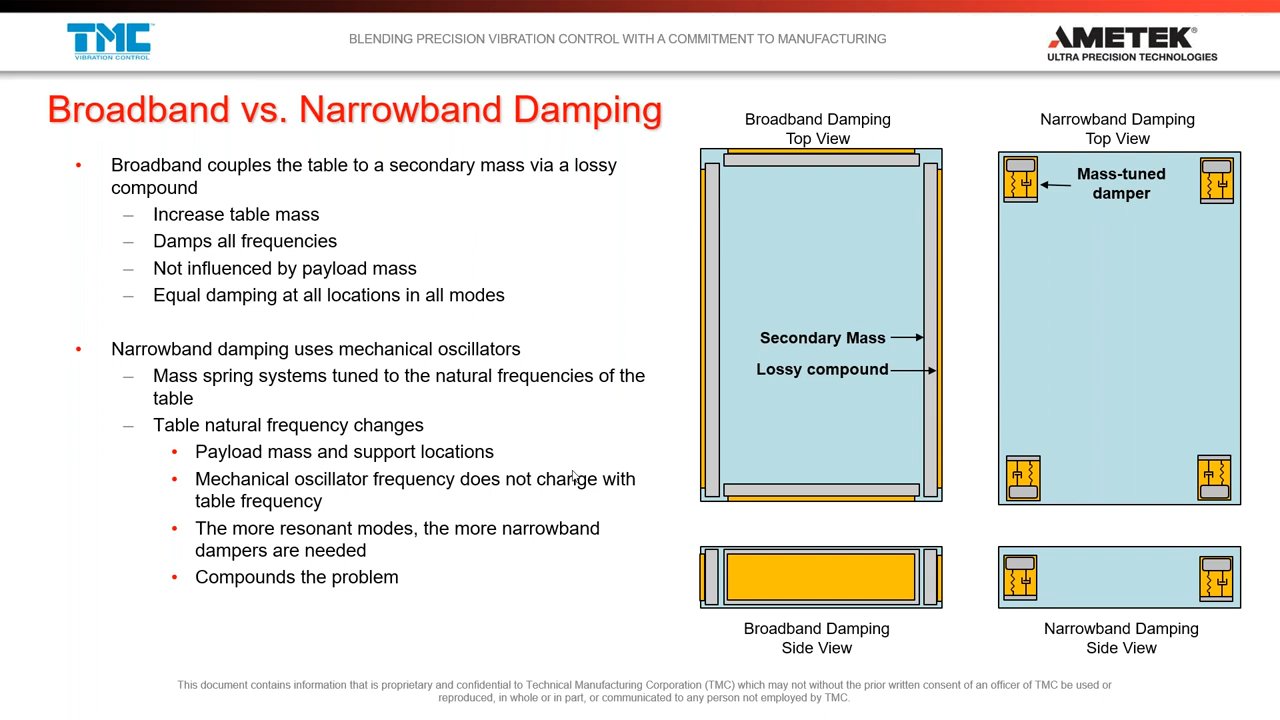 TMC
VIBRATION CONTROL
BLENDING PRECISION VIBRATION CONTROL WITH A COMMITMENT TO MANUFACTURING
AMETEK®
ULTRA PRECISION TECHNOLOGIES
Broadband vs. Narrowband Damping
• Broadband couples the table to a secondary mass via a lossy
compound
– Increase table mass
– Damps all frequencies
– Not influenced by payload mass
– Equal damping at all locations in all modes
• Narrowband damping uses mechanical oscillators
– Mass spring systems tuned to the natural frequencies of the
table
– Table natural frequency changes
• Payload mass and support locations
• Mechanical oscillator frequency does not change with
table frequency
• The more resonant modes, the more narrowband
dampers are needed
• Compounds the problem
Broadband Damping
Top View
Secondary Mass
Lossy compound
Broadband Damping
Side View
Narrowband Damping
Top View
Mass-tuned
damper
Narrowband Damping
Side View
This document contains information that is proprietary and confidential to Technical Manufacturing Corporation (TMC) which may not without the prior written consent of an officer of TMC be used or
reproduced, in whole or in part, or communicated to any person not employed by TMC.